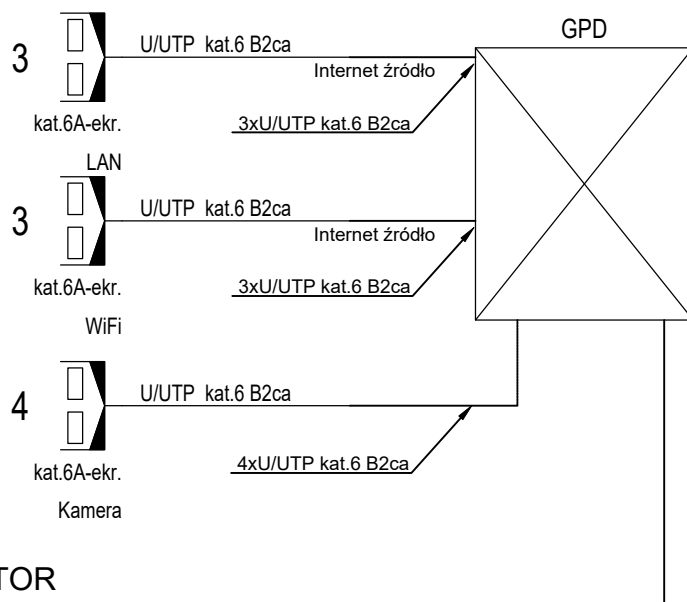 GPD
U/UTP kat.6 B2ca
3
Internet źródło
kat.6A-ekr.
3xU/UTP kat.6 B2ca
LAN
U/UTP kat.6 B2ca
3
Internet źródło
kat.6A-ekr.
3xU/UTP kat.6 B2ca
WiFi
U/UTP kat.6 B2ca
4
kat.6A-ekr.
4xU/UTP kat.6 B2ca
Kamera
TOR